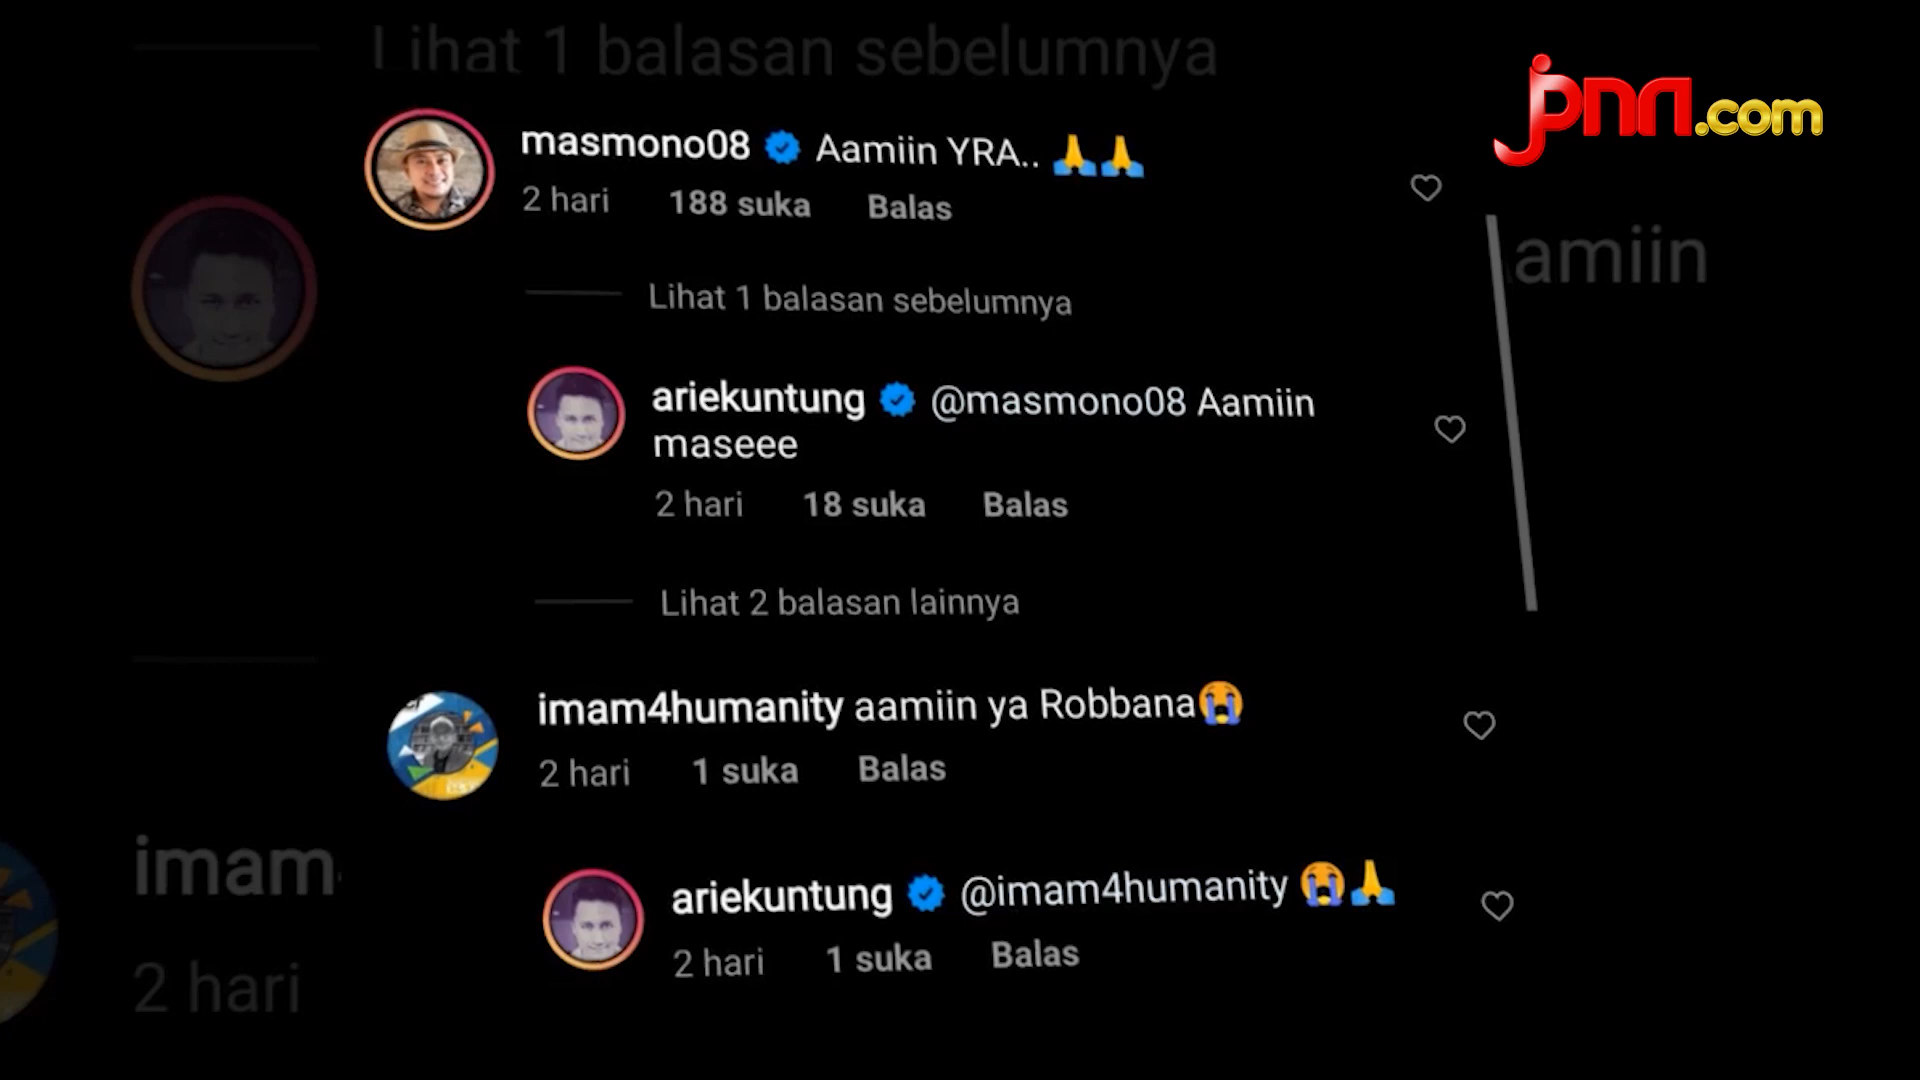 Lihat 1 balasan sebelumnya
jpnn.com
masmono08 Aamiin YRA.. 🙏🙏
2 hari 188 suka Balas
aamiin
Lihat 1 balasan sebelumnya
ariekuntung @masmono08 Aamiin
maseee
2 hari 18 suka Balas
Lihat 2 balasan lainnya
imam4humanity aamiin ya Robbana😭
2 hari 1 suka Balas
imam
ariekuntung @imam4humanity 😭🙏
2 hari 1 suka Balas
2 hari